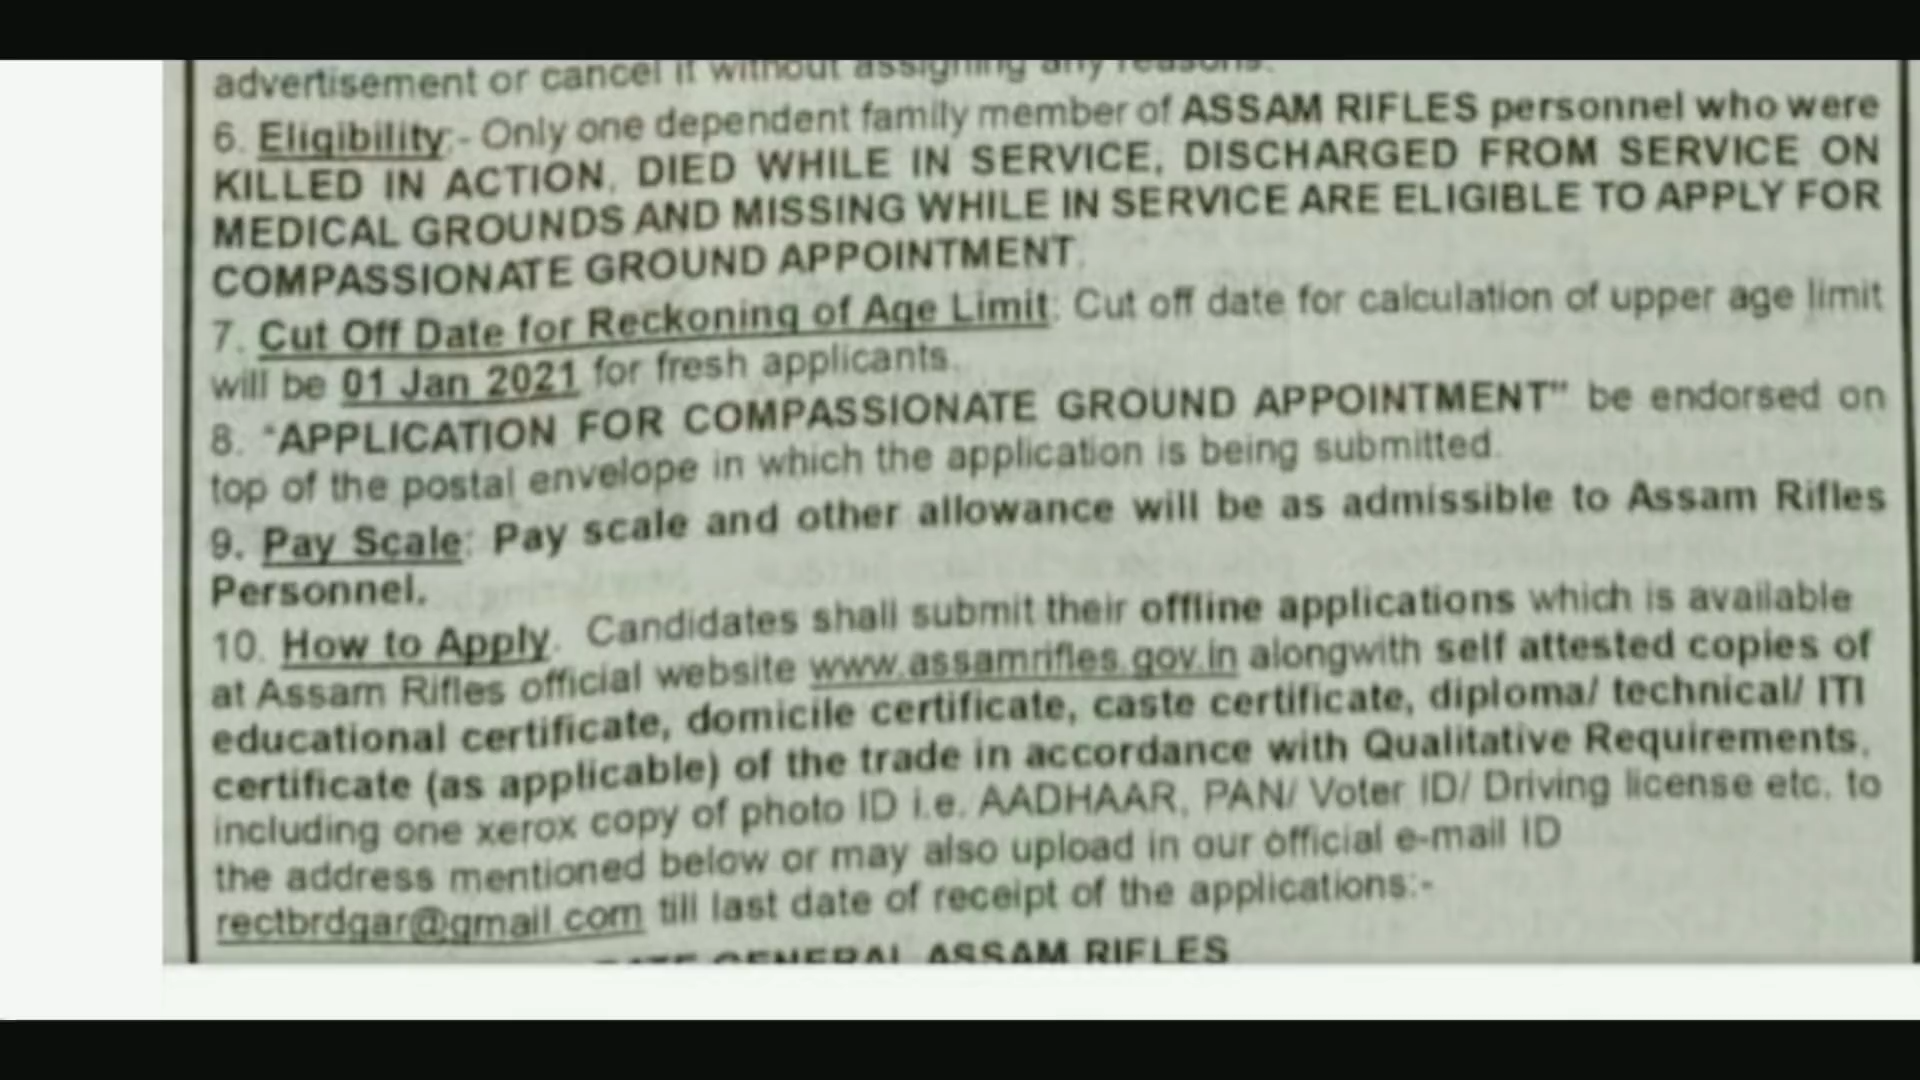 advertisement or cancel it without assigning any reasons.
6. Eligibility:- Only one dependent family member of ASSAM RIFLES personnel who were
KILLED IN ACTION, DIED WHILE IN SERVICE, DISCHARGED FROM SERVICE ON
MEDICAL GROUNDS AND MISSING WHILE IN SERVICE ARE ELIGIBLE TO APPLY FOR
COMPASSIONATE GROUND APPOINTMENT.
7. Cut Off Date for Reckoning of Age Limit: Cut off date for calculation of upper age limit
will be 01 Jan 2021 for fresh applicants.
8. "APPLICATION FOR COMPASSIONATE GROUND APPOINTMENT" be endorsed on
top of the postal envelope in which the application is being submitted.
9. Pay Scale: Pay scale and other allowance will be as admissible to Assam Rifles
Personnel.
10. How to Apply. Candidates shall submit their offline applications which is available
at Assam Rifles official website www.assamrifles.gov.in alongwith self attested copies of
educational certificate, domicile certificate, caste certificate, diploma/ technical/ ITI
certificate (as applicable) of the trade in accordance with Qualitative Requirements,
including one xerox copy of photo ID i.e. AADHAAR, PAN/ Voter ID/ Driving license etc. to
the address mentioned below or may also upload in our official e-mail ID
rectbrdgar@gmail.com till last date of receipt of the applications:-
GENERAL ASSAM RIFLES